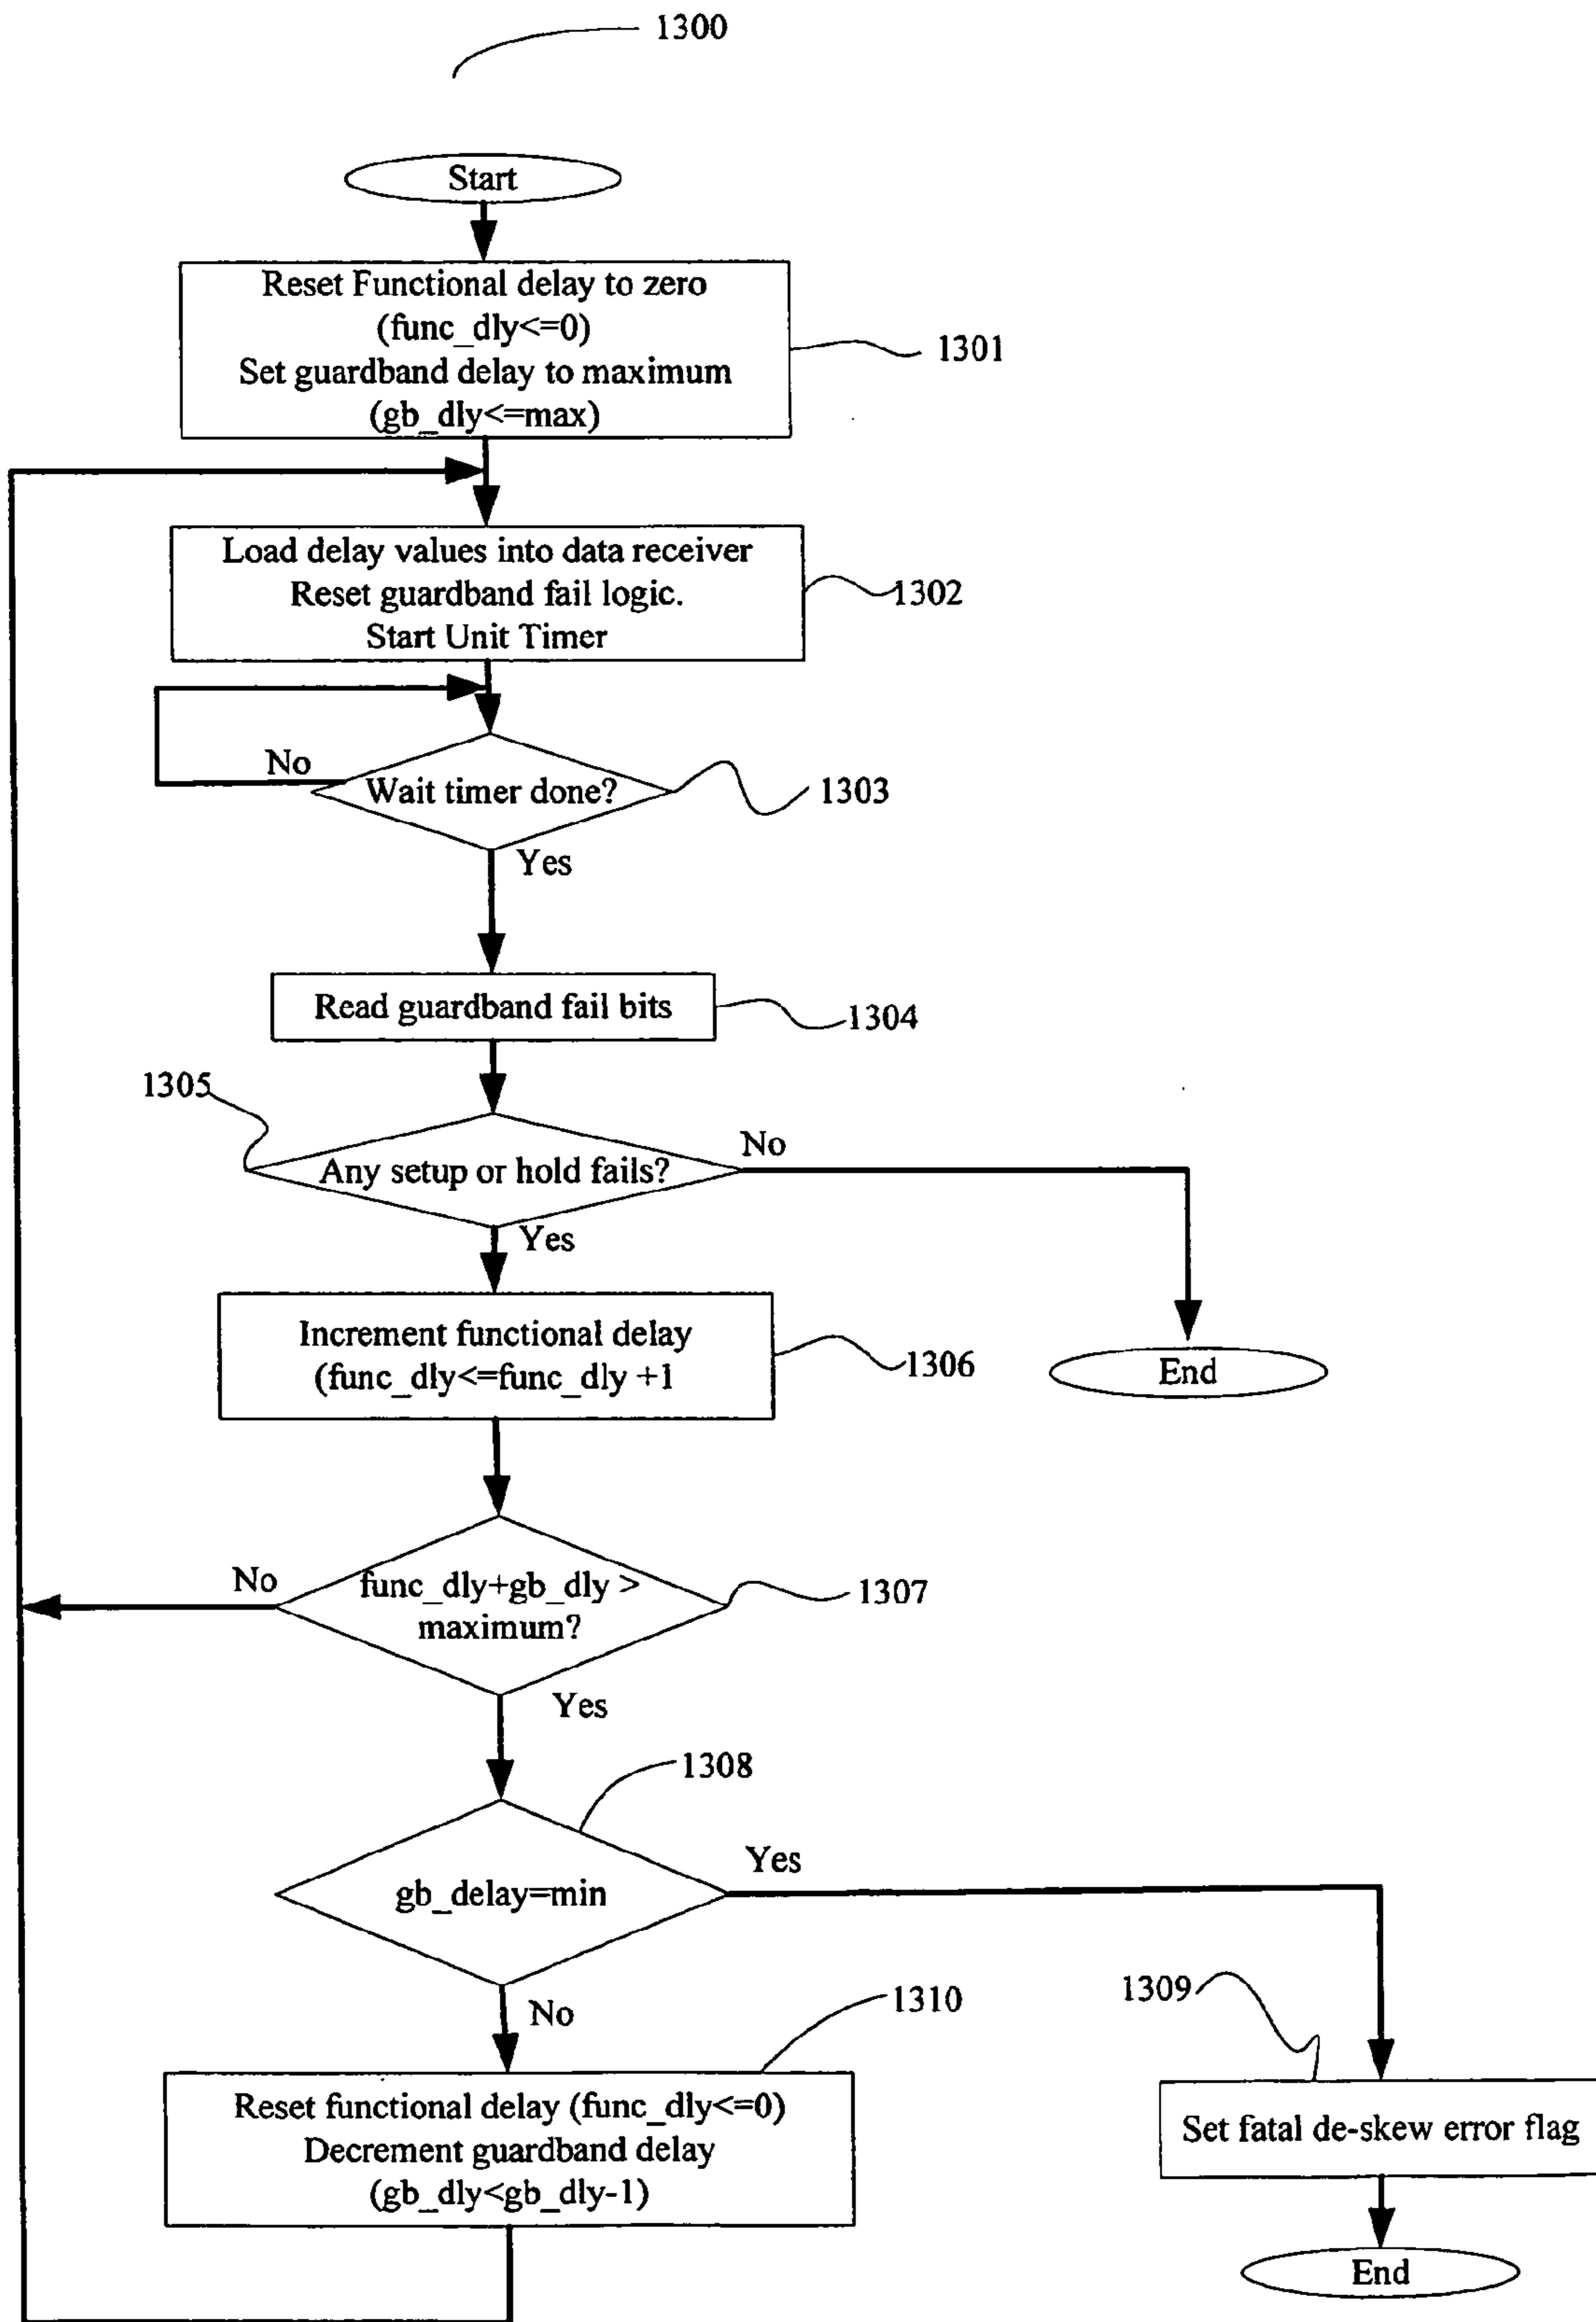 1300
Start
Reset Functional delay to zero
(func_dly<=0)
Set guardband delay to maximum
(gb_dly<=max)
1301
Load delay values into data receiver
Reset guardband fail logic.
Start Unit Timer
1302
No
Wait timer done?
1303
Yes
Read guardband fail bits
1304
1305
Any setup or hold fails?
No
Yes
Increment functional delay
(func_dly<=func_dly +1
1306
End
No
func_dly+gb_dly >
maximum?
1307
Yes
1308
gb_delay=min
Yes
No
1310
1309
Reset functional delay (func_dly<=0)
Decrement guardband delay
(gb_dly<gb_dly-1)
Set fatal de-skew error flag
End